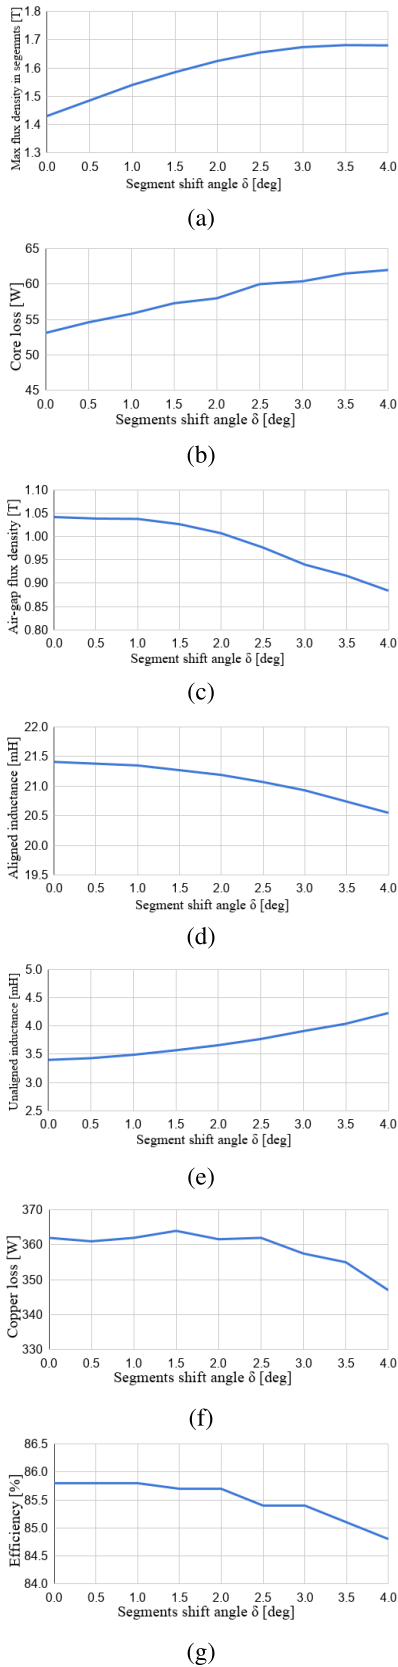 Max flux density in segemnts [T]
1.8
1.7
1.6
1.5
1.4
1.3
0.0 0.5 1.0 1.5 2.0 2.5 3.0 3.5 4.0
Segment shift angle δ [deg]
(a)
Core loss [W]
65
60
55
50
45
0.0 0.5 1.0 1.5 2.0 2.5 3.0 3.5 4.0
Segments shift angle δ [deg]
(b)
Air-gap flux density [T]
1.10
1.05
1.00
0.95
0.90
0.85
0.80
0.0 0.5 1.0 1.5 2.0 2.5 3.0 3.5 4.0
Segment shift angle δ [deg]
(c)
Aligned inductance [mH]
22.0
21.5
21.0
20.5
20.0
19.5
0.0 0.5 1.0 1.5 2.0 2.5 3.0 3.5 4.0
Segment shift angle δ [deg]
(d)
Unaligned inductance [mH]
5.0
4.5
4.0
3.5
3.0
2.5
0.0 0.5 1.0 1.5 2.0 2.5 3.0 3.5 4.0
Segment shift angle δ [deg]
(e)
Copper loss [W]
370
360
350
340
330
0.0 0.5 1.0 1.5 2.0 2.5 3.0 3.5 4.0
Segments shift angle δ [deg]
(f)
Efficiency [%]
86.5
86.0
85.5
85.0
84.5
84.0
0.0 0.5 1.0 1.5 2.0 2.5 3.0 3.5 4.0
Segments shift angle δ [deg]
(g)